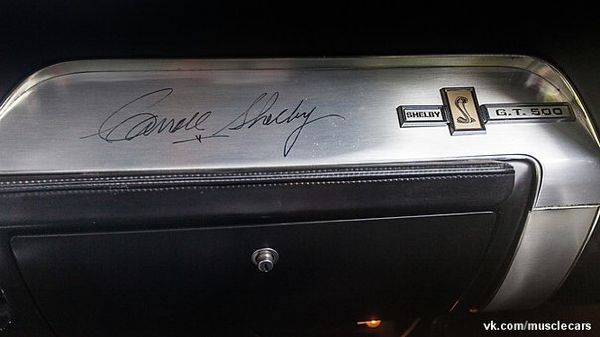 Carroll Shelby
SHELBY G.T. 500
vk.com/musclecars